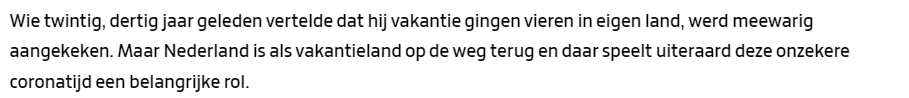 Wie twintig, dertig jaar geleden vertelde dat hij vakantie gingen vieren in eigen land, werd meewarig
aangekeken. Maar Nederland is als vakantieland op de weg terug en daar speelt uiteraard deze onzekere
coronatijd een belangrijke rol.